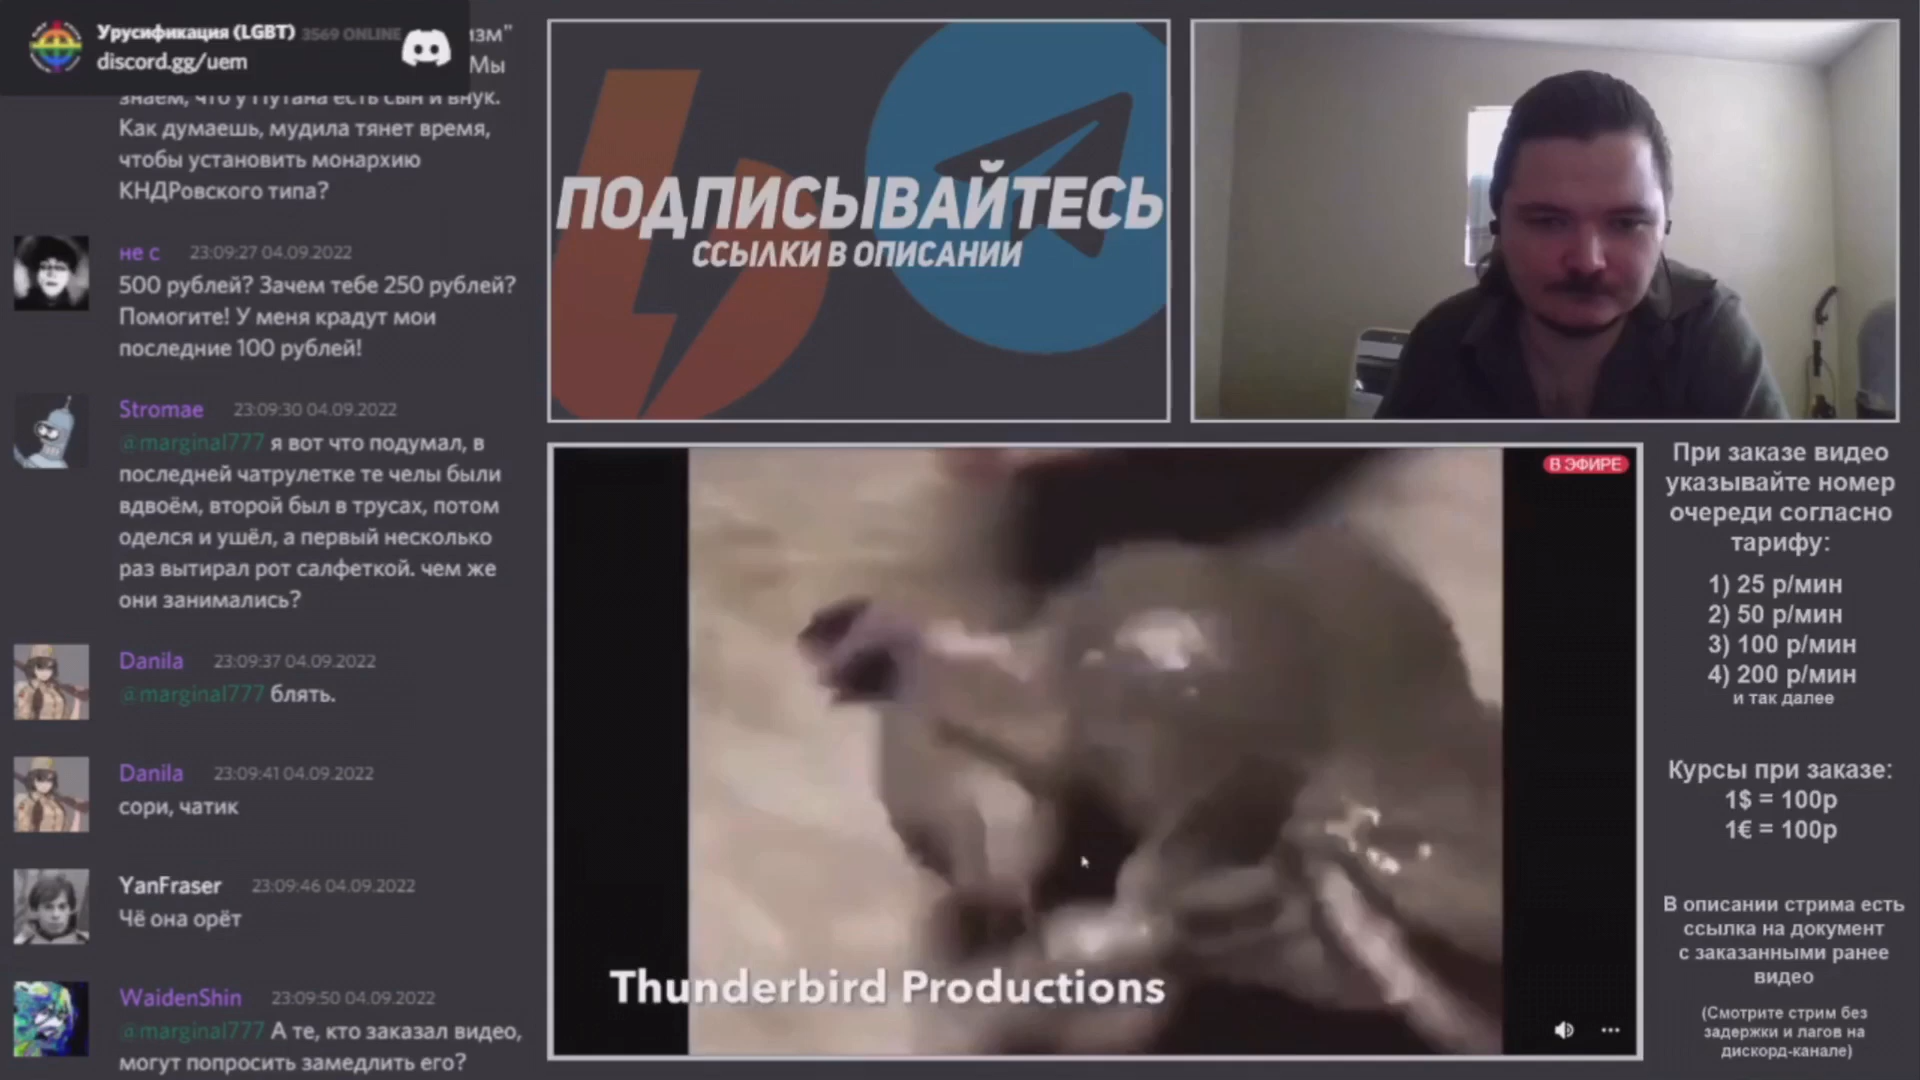 Урусификация (LGBT) 3569 ONLINE
discord.gg/uem
изм"
Мы
знаем, что у Путана есть сын и внук.
Как думаешь, мудила тянет время,
чтобы установить монархию
КНДРовского типа?
не с 23:09:27 04.09.2022
500 рублей? Зачем тебе 250 рублей?
Помогите! У меня крадут мои
последние 100 рублей!
Stromae 23:09:30 04.09.2022
@marginal777 я вот что подумал, в
последней чатрулетке те челы были
вдвоём, второй был в трусах, потом
оделся и ушёл, а первый несколько
раз вытирал рот салфеткой. чем же
они занимались?
Danila 23:09:37 04.09.2022
@marginal777 блять.
Danila 23:09:41 04.09.2022
сори, чатик
YanFraser 23:09:46 04.09.2022
Чё она орёт
WaidenShin 23:09:50 04.09.2022
@marginal777 А те, кто заказал видео,
могут попросить замедлить его?
ПОДПИСЫВАЙТЕСЬ
ССЫЛКИ В ОПИСАНИИ
В ЭФИРЕ
Thunderbird Productions
При заказе видео
указывайте номер
очереди согласно
тарифу:
1) 25 р/мин
2) 50 р/мин
3) 100 р/мин
4) 200 р/мин
и так далее
Курсы при заказе:
1$ = 100р
1€ = 100р
В описании стрима есть
ссылка на документ
с заказанными ранее
видео
(Смотрите стрим без
задержки и лагов на
дискорд-канале)